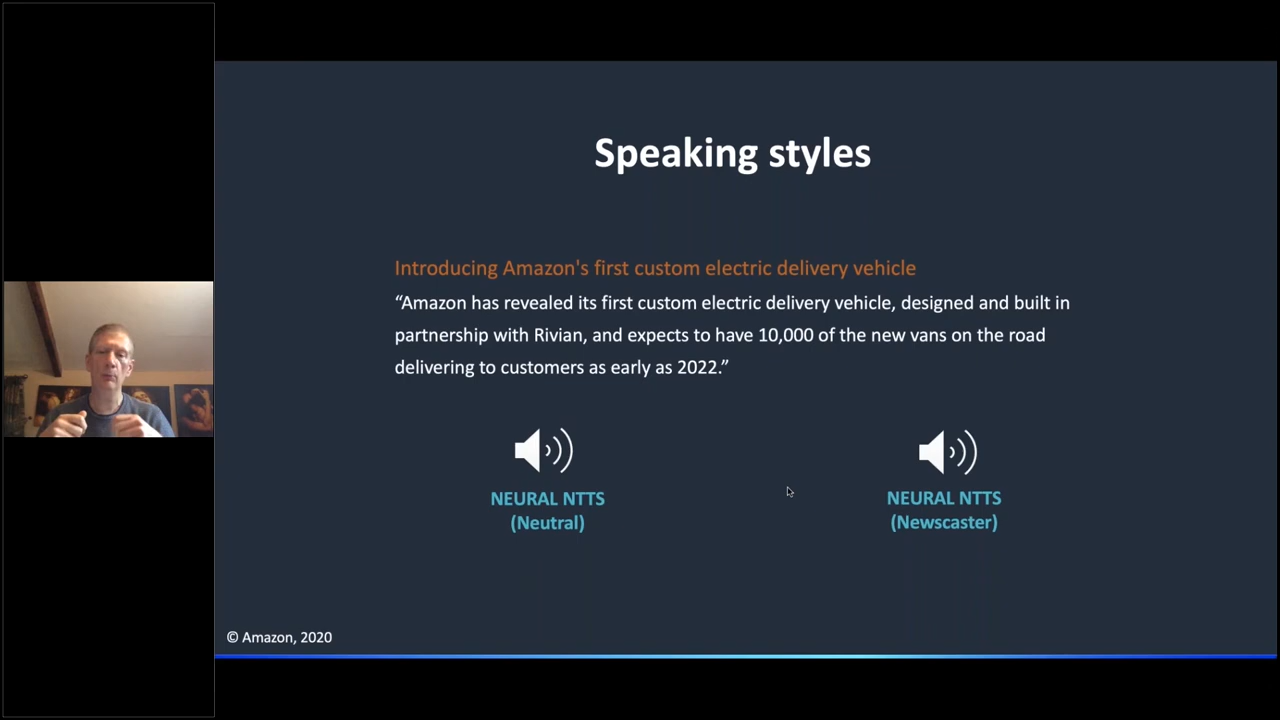 Speaking styles
Introducing Amazon's first custom electric delivery vehicle
“Amazon has revealed its first custom electric delivery vehicle, designed and built in
partnership with Rivian, and expects to have 10,000 of the new vans on the road
delivering to customers as early as 2022.”
NEURAL NTTS
(Neutral)
NEURAL NTTS
(Newscaster)
© Amazon, 2020